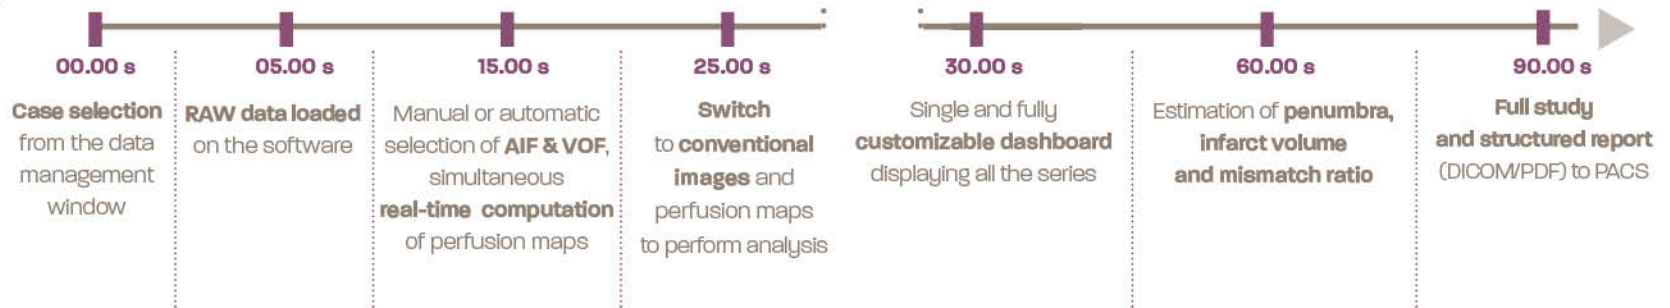 00.00 s
Case selection
from the data
management
window
05.00 s
RAW data loaded
on the software
15.00 s
Manual or automatic
selection of AIF & VOF,
simultaneous
real-time computation
of perfusion maps
25.00 s
Switch
to conventional
images and
perfusion maps
to perform analysis
30.00 s
Single and fully
customizable dashboard
displaying all the series
60.00 s
Estimation of penumbra,
infarct volume
and mismatch ratio
90.00 s
Full study
and structured report
(DICOM/PDF) to PACS